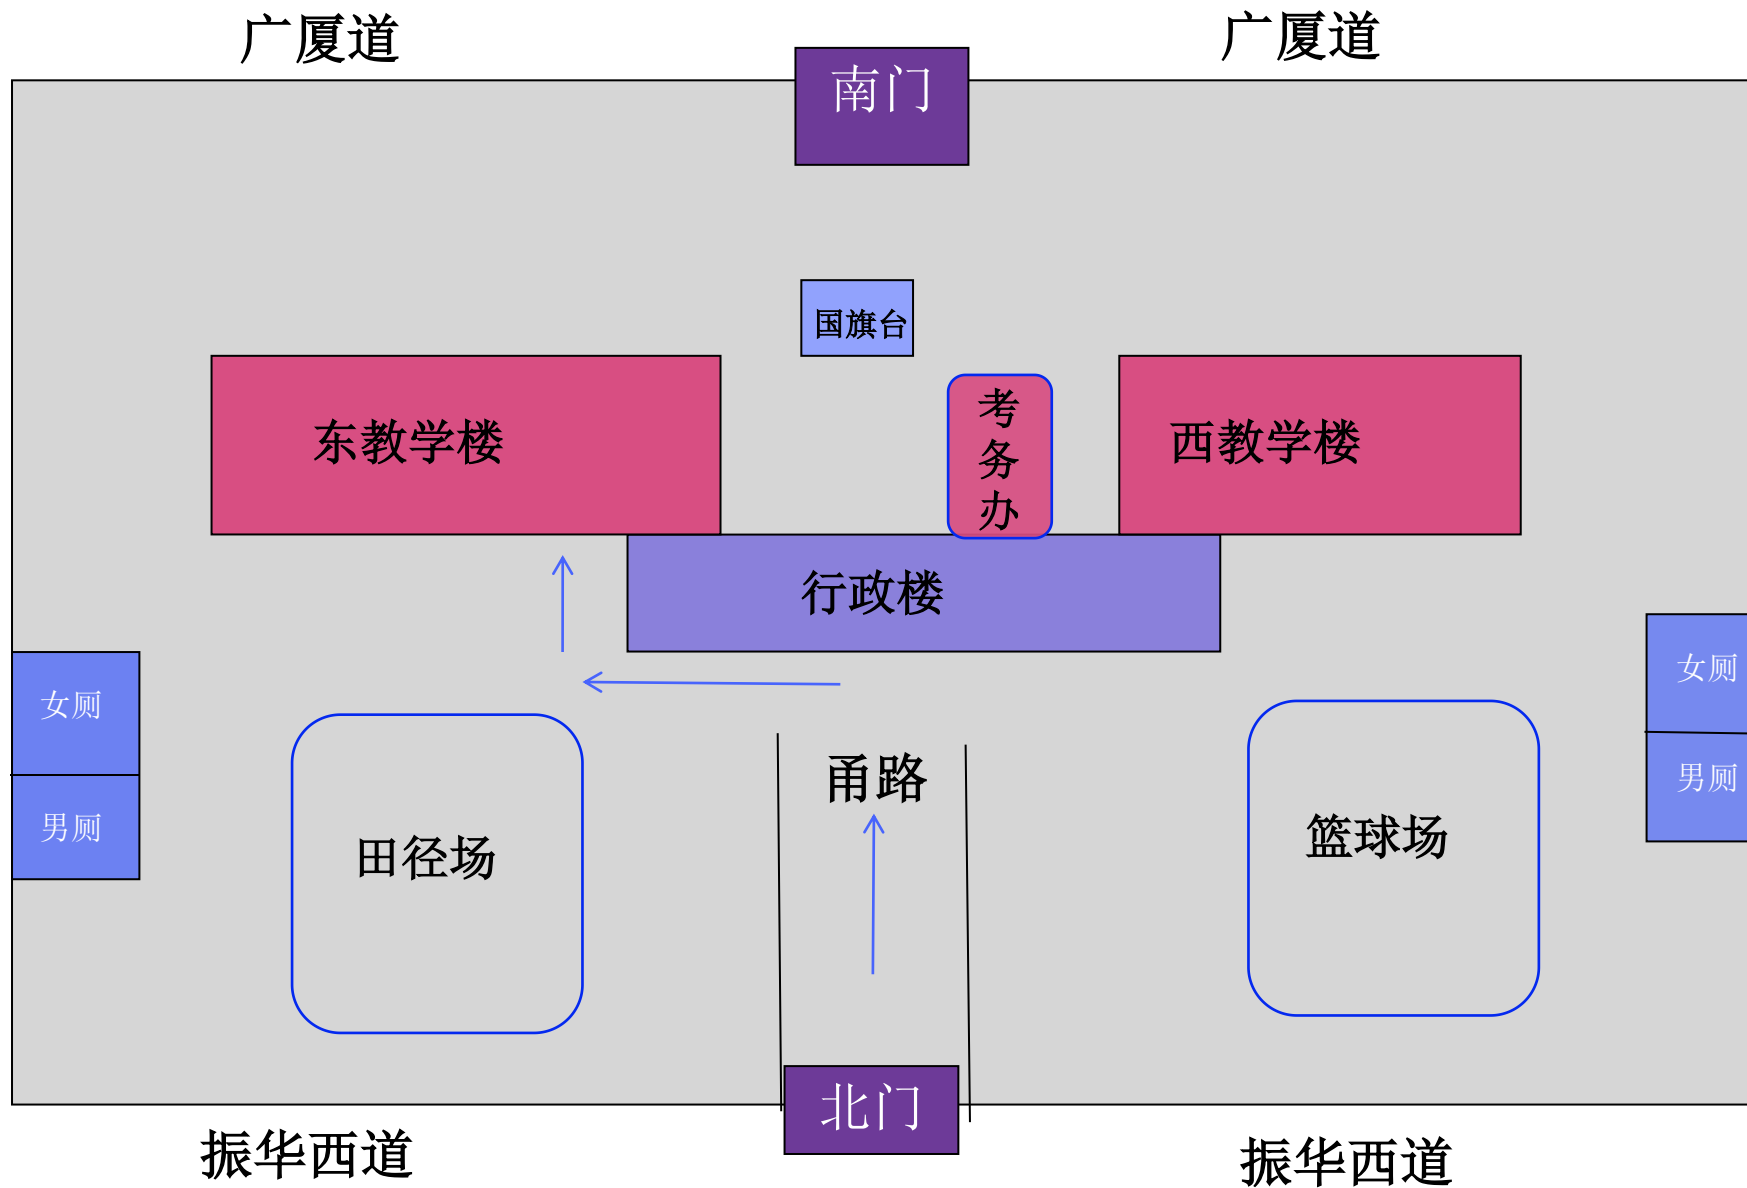 广厦道
广厦道
南门
国旗台
东教学楼
考务办
西教学楼
行政楼
女厕
男厕
女厕
男厕
甬路
田径场
篮球场
北门
振华西道
振华西道